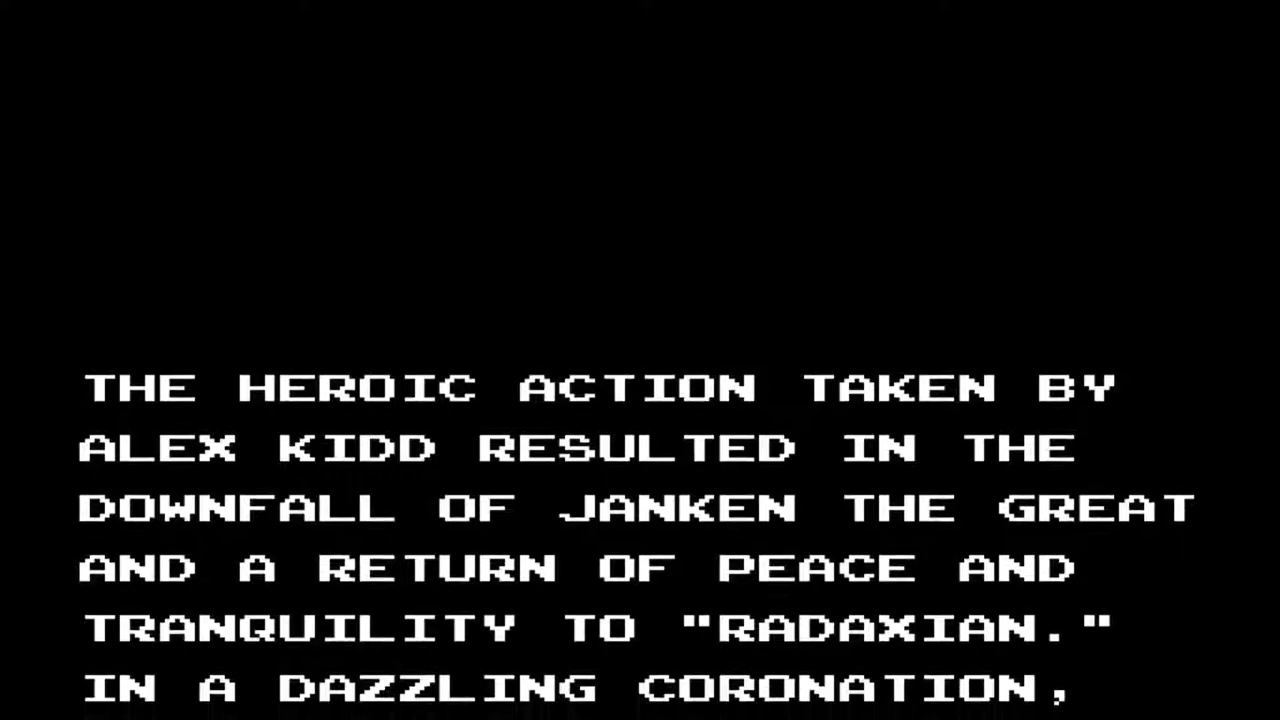 THE HEROIC ACTION TAKEN BY
ALEX KIDD RESULTED IN THE
DOWNFALL OF JANKEN THE GREAT
AND A RETURN OF PEACE AND
TRANQUILITY TO "RADAXIAN."
IN A DAZZLING CORONATION,